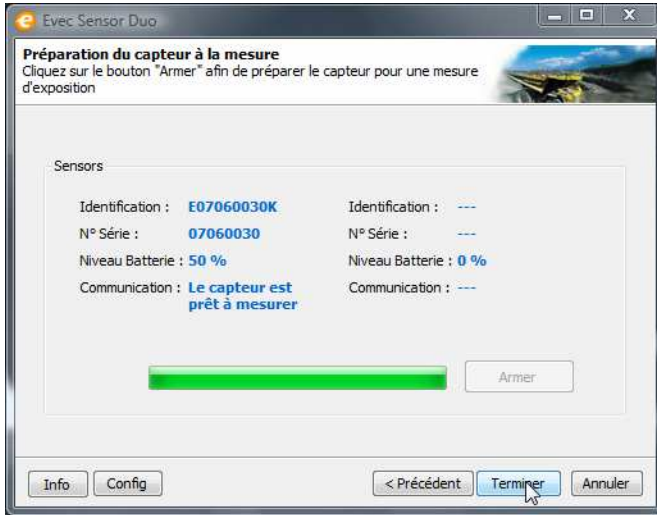 Evec Sensor Duo
Préparation du capteur à la mesure
Cliquez sur le bouton "Armer" afin de préparer le capteur pour une mesure
d'exposition
Sensors
Identification : E07060030K Identification : ---
N° Série : 07060030 N° Série : ---
Niveau Batterie : 50 % Niveau Batterie : 0 %
Communication : Le capteur est Communication : ---
prêt à mesurer
Armer
Info Config < Précédent Terminer Annuler